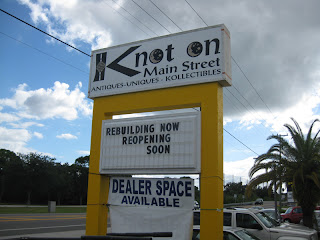 Knot on
Main Street
ANTIQUES-UNIQUES - KOLLECTIBLES
REBUILDING NOW
REOPENING
SOON
DEALER SPACE
AVAILABLE